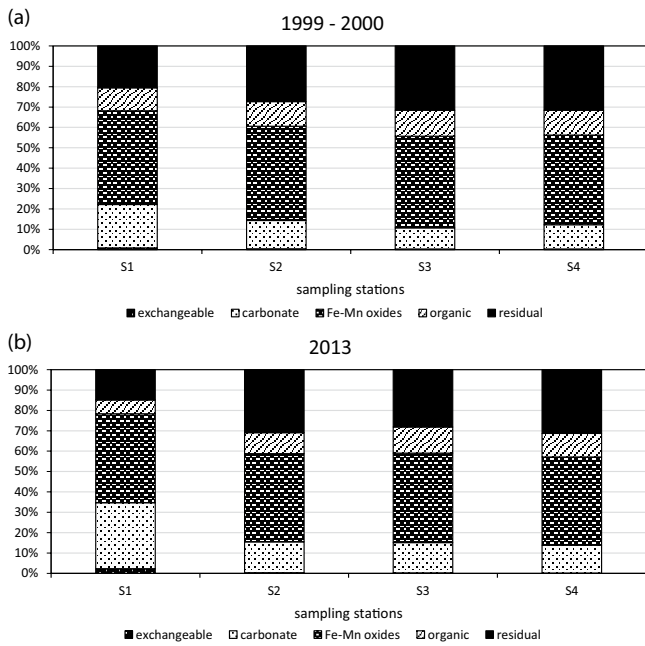 (a)
1999 - 2000
100%
90%
80%
70%
60%
50%
40%
30%
20%
10%
0%
S1 S2 S3 S4
sampling stations
exchangeable carbonate Fe-Mn oxides organic residual
(b)
2013
100%
90%
80%
70%
60%
50%
40%
30%
20%
10%
0%
S1 S2 S3 S4
sampling stations
exchangeable carbonate Fe-Mn oxides organic residual